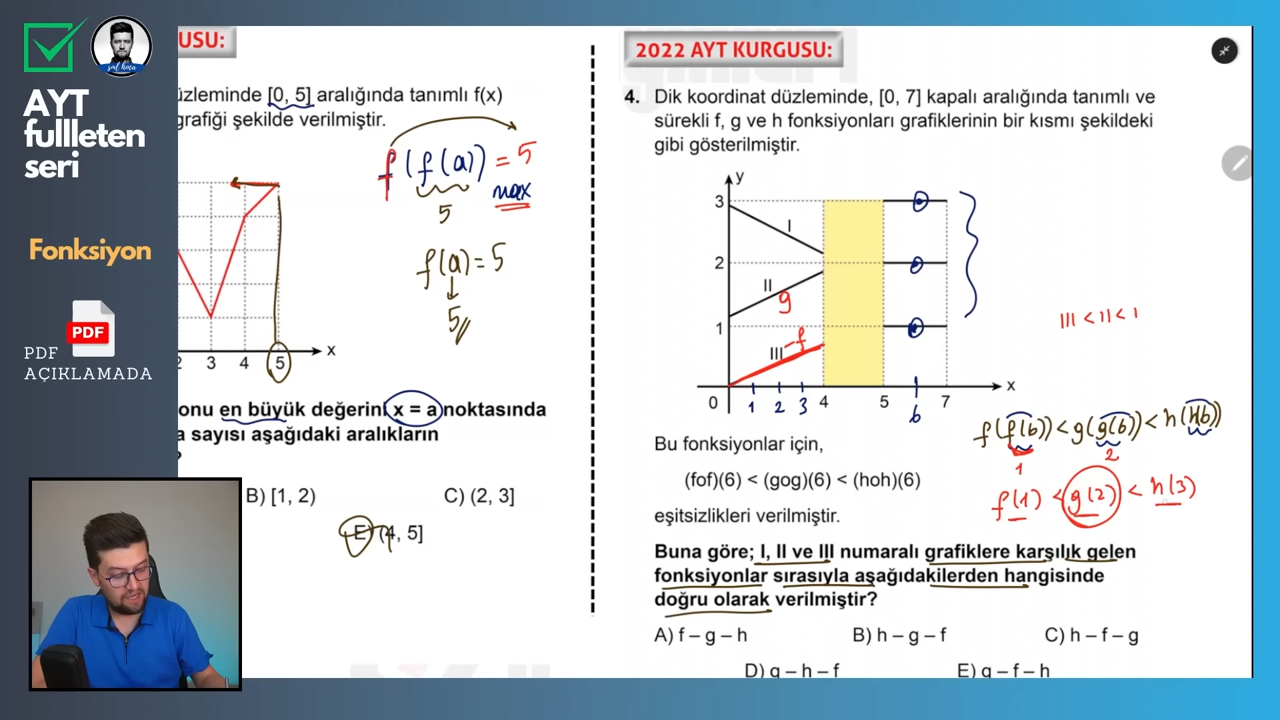 AYT
fullleten
seri
Fonksiyon
PDF
PDF
AÇIKLAMADA
USU:
üzleminde [0, 5] aralığında tanımlı f(x)
grafiği şekilde verilmiştir.
f(f(a)) = 5
5
max
f(a) = 5
5
2 3 4 5 x
onu en büyük değerini x = a noktasında
a sayısı aşağıdaki aralıkların
?
B) [1, 2)
C) (2, 3]
E) (4, 5]
2022 AYT KURGUSU:
4. Dik koordinat düzleminde, [0, 7] kapalı aralığında tanımlı ve
sürekli f, g ve h fonksiyonları grafiklerinin bir kısmı şekildeki
gibi gösterilmiştir.
y
3
I
2
II
g
1
III
-f
0 1 2 3 4 5 6 7 x
III < II < I
f(f(6)) < g(g(6)) < h(h(6))
1 2
f(1) < g(2) < h(3)
Bu fonksiyonlar için,
(fof)(6) < (gog)(6) < (hoh)(6)
eşitsizlikleri verilmiştir.
Buna göre; I, II ve III numaralı grafiklere karşılık gelen
fonksiyonlar sırasıyla aşağıdakilerden hangisinde
doğru olarak verilmiştir?
A) f – g – h
B) h – g – f
C) h – f – g
D) g – h – f
E) g – f – h